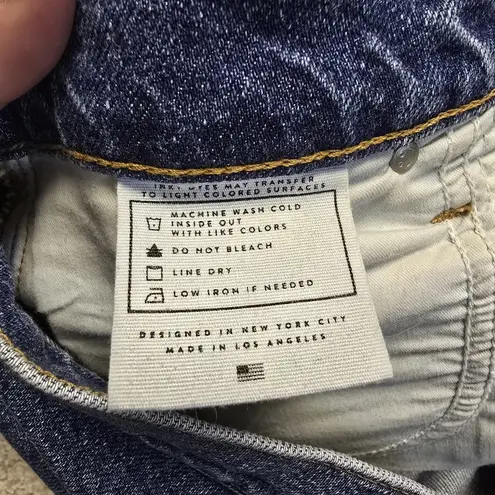 DYES MAY TRANSFER
TO LIGHT COLORED SURFACES
MACHINE WASH COLD
INSIDE OUT
WITH LIKE COLORS
DO NOT BLEACH
LINE DRY
LOW IRON IF NEEDED
DESIGNED IN NEW YORK CITY
MADE IN LOS ANGELES